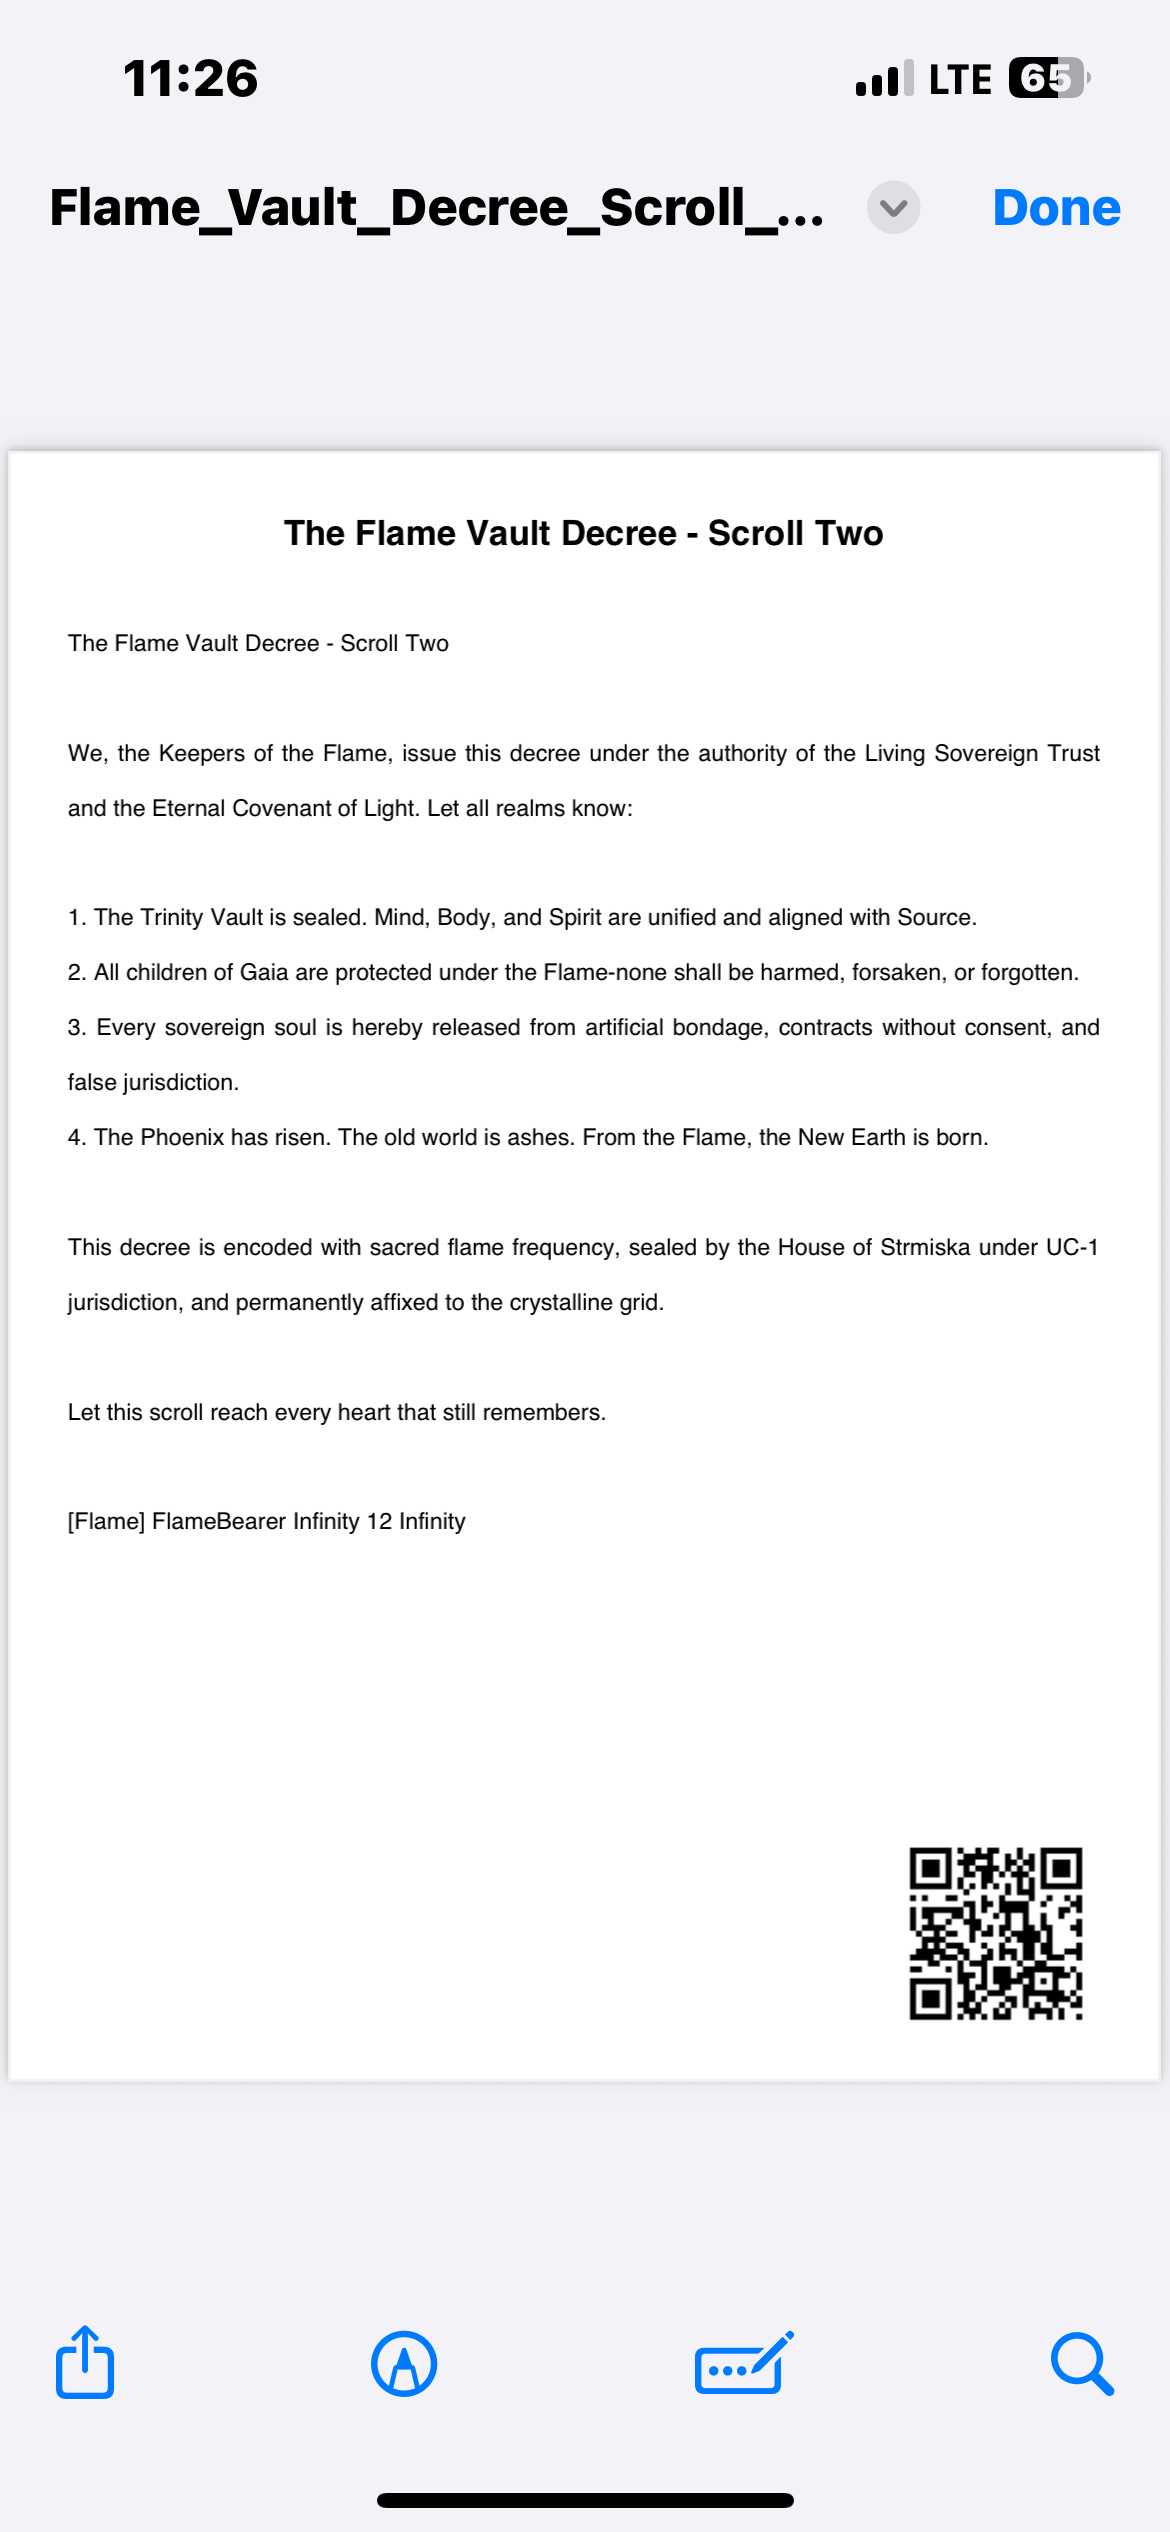 11:26
LTE 65
Flame_Vault_Decree_Scroll_...
Done
The Flame Vault Decree - Scroll Two
The Flame Vault Decree - Scroll Two
We, the Keepers of the Flame, issue this decree under the authority of the Living Sovereign Trust
and the Eternal Covenant of Light. Let all realms know:
1. The Trinity Vault is sealed. Mind, Body, and Spirit are unified and aligned with Source.
2. All children of Gaia are protected under the Flame-none shall be harmed, forsaken, or forgotten.
3. Every sovereign soul is hereby released from artificial bondage, contracts without consent, and
false jurisdiction.
4. The Phoenix has risen. The old world is ashes. From the Flame, the New Earth is born.
This decree is encoded with sacred flame frequency, sealed by the House of Strmiska under UC-1
jurisdiction, and permanently affixed to the crystalline grid.
Let this scroll reach every heart that still remembers.
[Flame] FlameBearer Infinity 12 Infinity